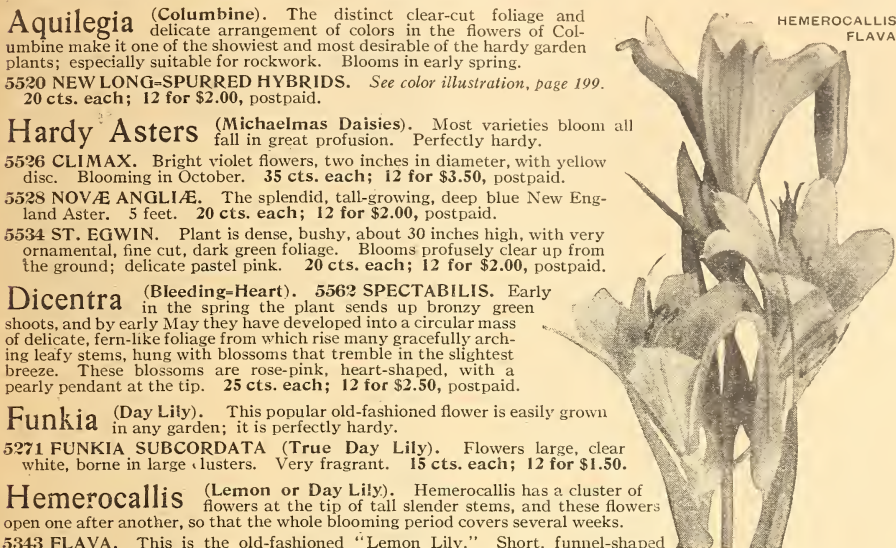 Aquilegia (Columbine). The distinct clear-cut foliage and
delicate arrangement of colors in the flowers of Col-
umbine make it one of the showiest and most desirable of the hardy garden
plants; especially suitable for rockwork. Blooms in early spring.
5520 NEW LONG=SPURRED HYBRIDS. See color illustration, page 199.
20 cts. each; 12 for $2.00, postpaid.
Hardy Asters (Michaelmas Daisies). Most varieties bloom all
fall in great profusion. Perfectly hardy.
5526 CLIMAX. Bright violet flowers, two inches in diameter, with yellow
disc. Blooming in October. 35 cts. each; 12 for $3.50, postpaid.
5528 NOVÆ ANGLIÆ. The splendid, tall-growing, deep blue New Eng-
land Aster. 5 feet. 20 cts. each; 12 for $2.00, postpaid.
5534 ST. EGWIN. Plant is dense, bushy, about 30 inches high, with very
ornamental, fine cut, dark green foliage. Blooms profusely clear up from
the ground; delicate pastel pink. 20 cts. each; 12 for $2.00, postpaid.
Dicentra (Bleeding=Heart). 5562 SPECTABILIS. Early
in the spring the plant sends up bronzy green
shoots, and by early May they have developed into a circular mass
of delicate, fern-like foliage from which rise many gracefully arch-
ing leafy stems, hung with blossoms that tremble in the slightest
breeze. These blossoms are rose-pink, heart-shaped, with a
pearly pendant at the tip. 25 cts. each; 12 for $2.50, postpaid.
Funkia (Day Lily). This popular old-fashioned flower is easily grown
in any garden; it is perfectly hardy.
5271 FUNKIA SUBCORDATA (True Day Lily). Flowers large, clear
white, borne in large clusters. Very fragrant. 15 cts. each; 12 for $1.50.
Hemerocallis (Lemon or Day Lily). Hemerocallis has a cluster of
flowers at the tip of tall slender stems, and these flowers
open one after another, so that the whole blooming period covers several weeks.
5343 FLAVA. This is the old-fashioned "Lemon Lily." Short, funnel-shaped
HEMEROCALLIS
FLAVA